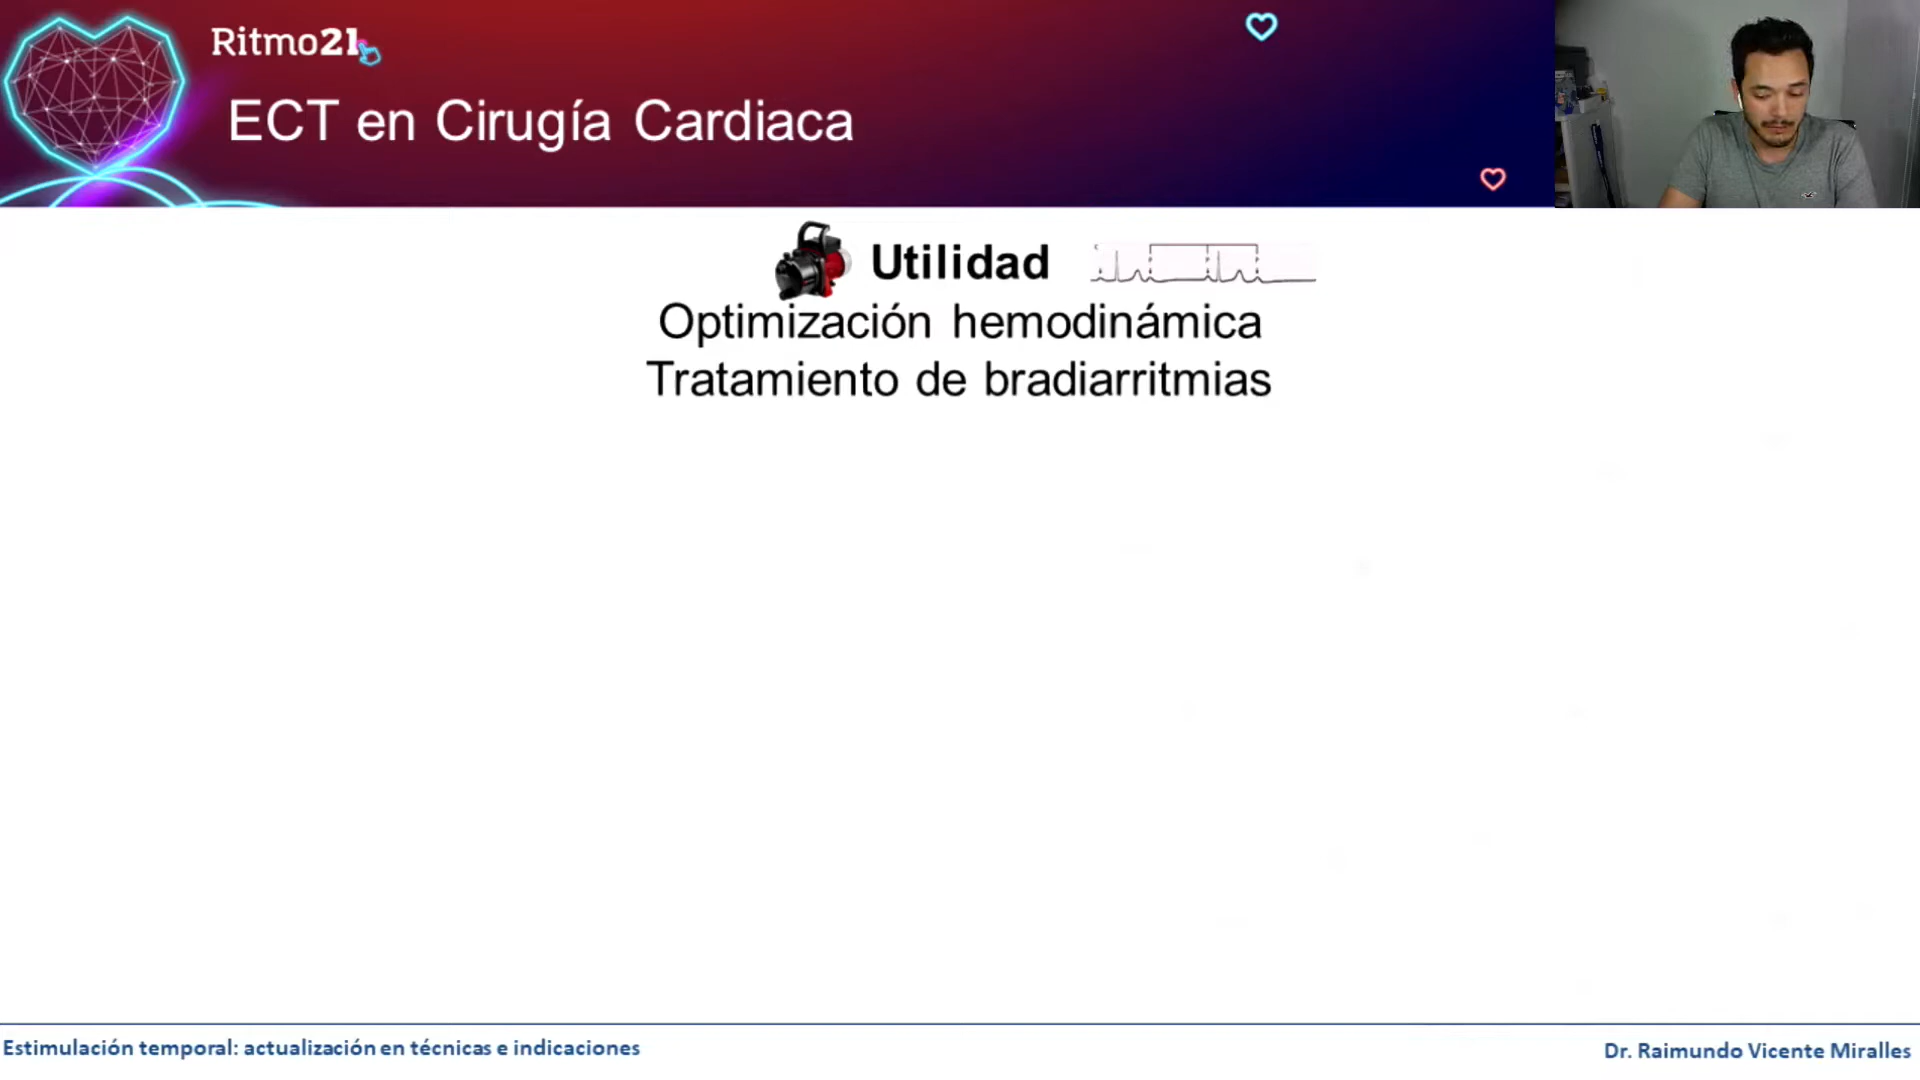 Ritmo21
ECT en Cirugía Cardiaca
Utilidad
Optimización hemodinámica
Tratamiento de bradiarritmias
Estimulación temporal: actualización en técnicas e indicaciones
Dr. Raimundo Vicente Miralles